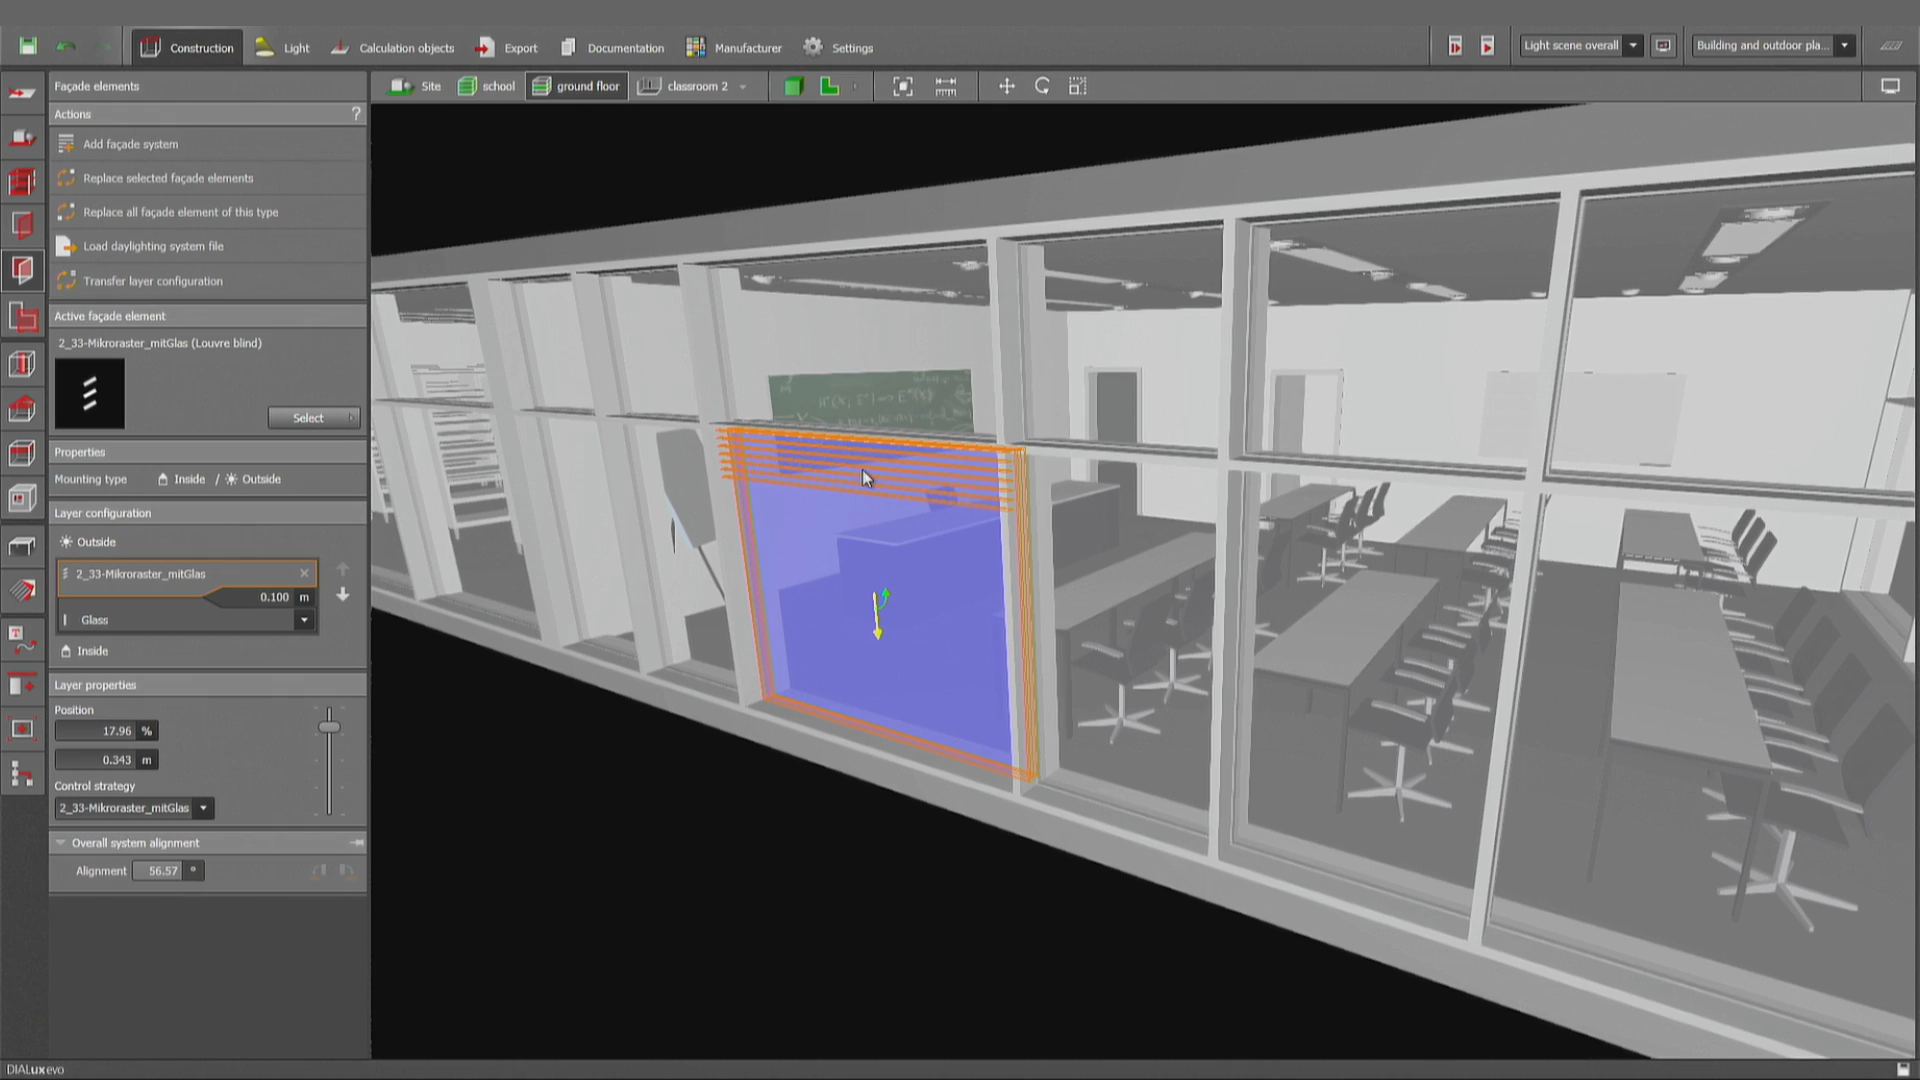 Construction
Light
Calculation objects
Export
Documentation
Manufacturer
Settings
Light scene overall
Building and outdoor pla...
Façade elements
Site
school
ground floor
classroom 2
Actions
?
Add façade system
Replace selected façade elements
Replace all façade element of this type
Load daylighting system file
Transfer layer configuration
Active façade element
2_33-Mikroraster_mitGlas (Louvre blind)
Select
Properties
Mounting type Inside / Outside
Layer configuration
Outside
2_33-Mikroraster_mitGlas
0.100 m
Glass
Inside
Layer properties
Position
17.96 %
0.343 m
Control strategy
2_33-Mikroraster_mitGlas
Overall system alignment
Alignment 56.57 °
DIALux evo